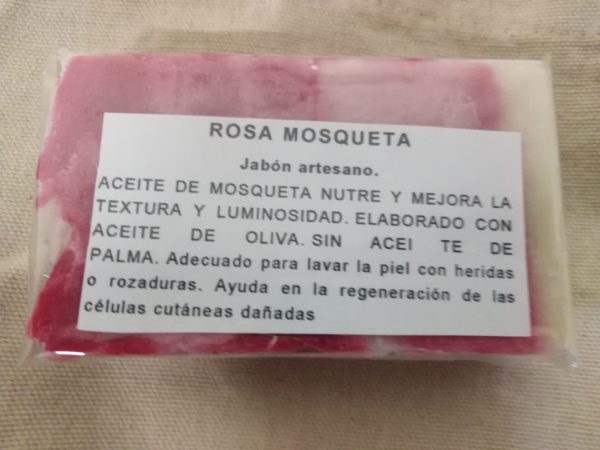 ROSA MOSQUETA
Jabón artesano.
ACEITE DE MOSQUETA NUTRE Y MEJORA LA
TEXTURA Y LUMINOSIDAD. ELABORADO CON
ACEITE DE OLIVA. SIN ACEI TE DE
PALMA. Adecuado para lavar la piel con heridas
o rozaduras. Ayuda en la regeneración de las
células cutáneas dañadas